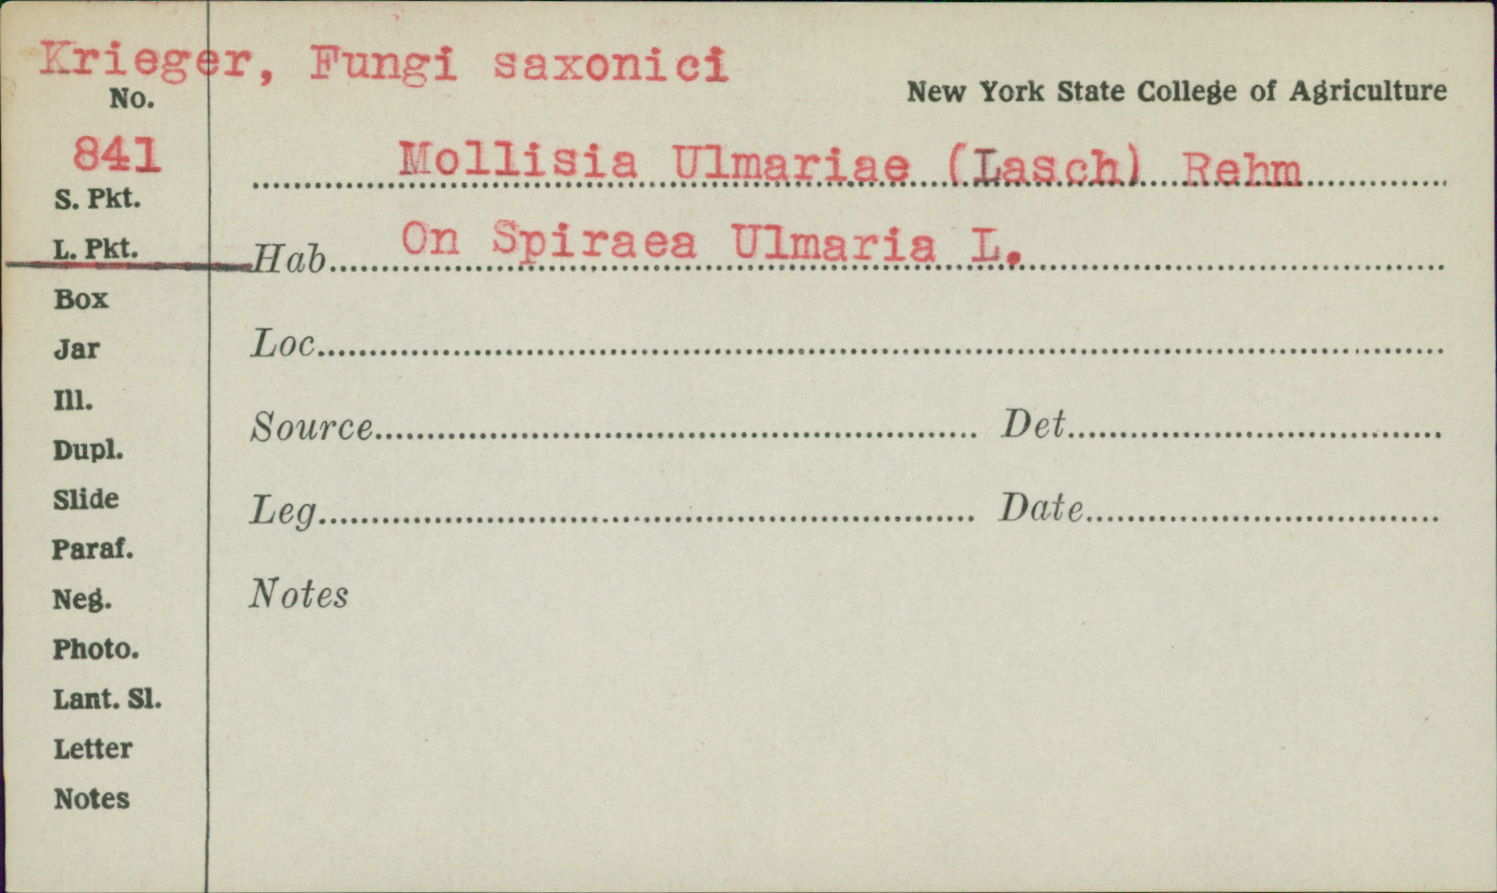 Krieger, Fungi saxonici
New York State College of Agriculture
No.
841
Mollisia Ulmariae (Lasch) Rehm
S. Pkt.
L. Pkt.
Hab. On Spiraea Ulmaria L.
Box
Jar
Loc.
Ill.
Source Det.
Dupl.
Slide
Leg. Date
Paraf.
Neg.
Notes
Photo.
Lant. Sl.
Letter
Notes